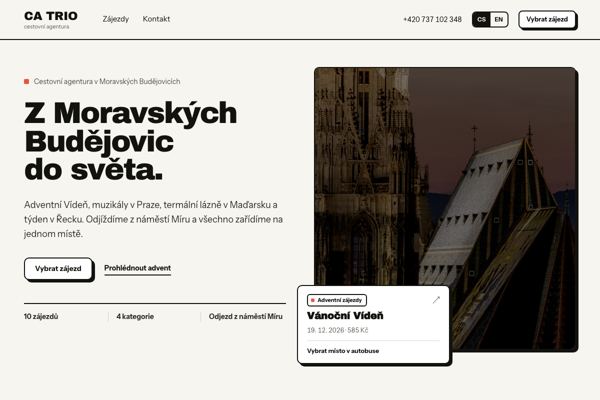 CA TRIO
cestovní agentura
Zájezdy
Kontakt
+420 737 102 348
CS
EN
Vybrat zájezd
Cestovní agentura v Moravských Budějovicích
Z Moravských
Budějovic
do světa.
Adventní Vídeň, muzikály v Praze, termální lázně v Maďarsku a
týden v Řecku. Odjíždíme z náměstí Míru a všechno zařídíme na
jednom místě.
Vybrat zájezd
Prohlédnout advent
10 zájezdů
4 kategorie
Odjezd z náměstí Míru
Adventní zájezdy
Vánoční Vídeň
19. 12. 2026 · 585 Kč
Vybrat místo v autobuse